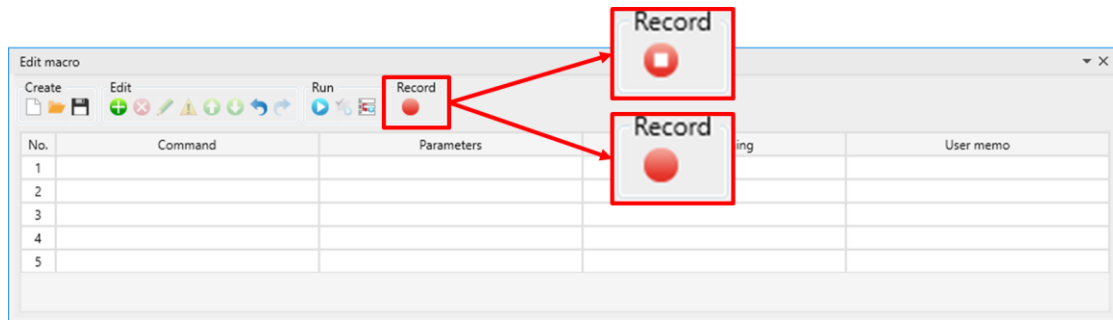 Record
Edit macro
Create Edit Run Record
Record
No. Command Parameters ing User memo
1
2
3
4
5